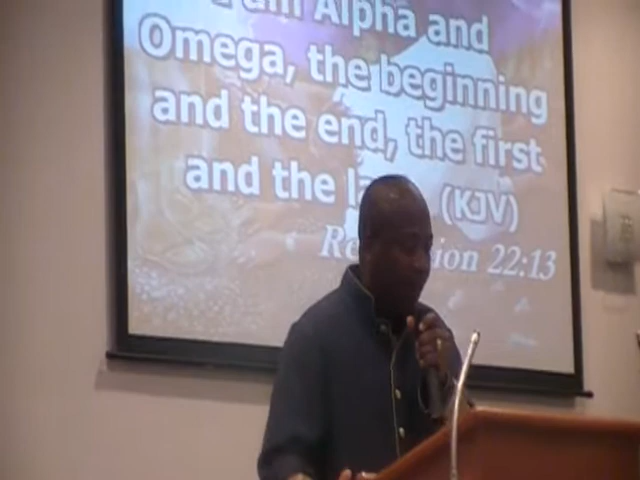 I am Alpha and
Omega, the beginning
and the end, the first
and the (KJV)
22:13